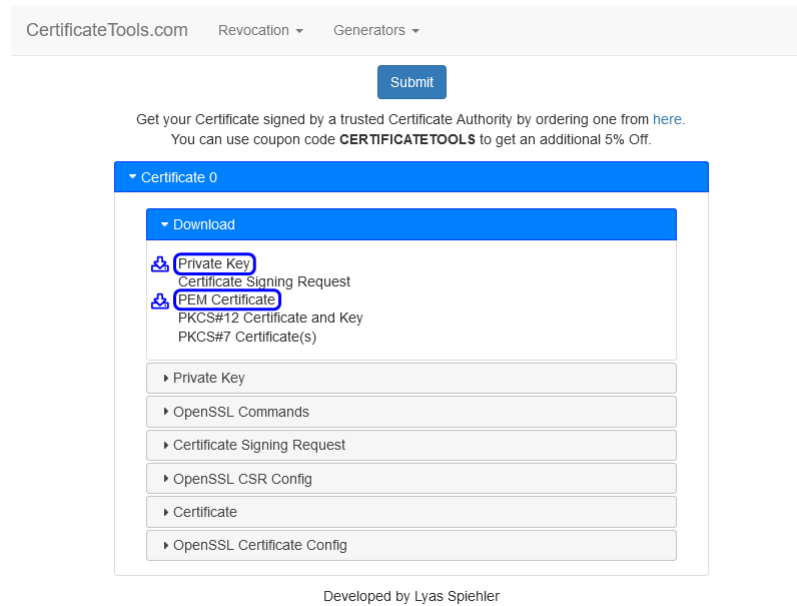 CertificateTools.com Revocation Generators
Submit
Get your Certificate signed by a trusted Certificate Authority by ordering one from here.
You can use coupon code CERTIFICATETOOLS to get an additional 5% Off.
Certificate 0
Download
Private Key
Certificate Signing Request
PEM Certificate
PKCS#12 Certificate and Key
PKCS#7 Certificate(s)
Private Key
OpenSSL Commands
Certificate Signing Request
OpenSSL CSR Config
Certificate
OpenSSL Certificate Config
Developed by Lyas Spiehler